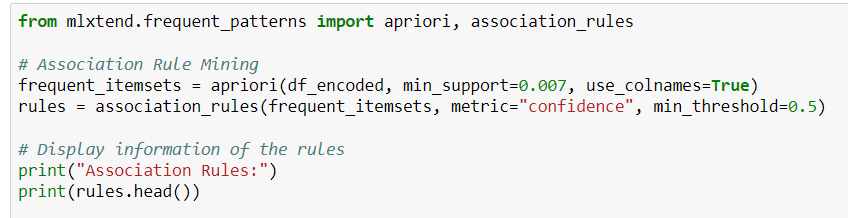 from mlxtend.frequent_patterns import apriori, association_rules
# Association Rule Mining
frequent_itemsets = apriori(df_encoded, min_support=0.007, use_colnames=True)
rules = association_rules(frequent_itemsets, metric="confidence", min_threshold=0.5)
# Display information of the rules
print("Association Rules:")
print(rules.head())